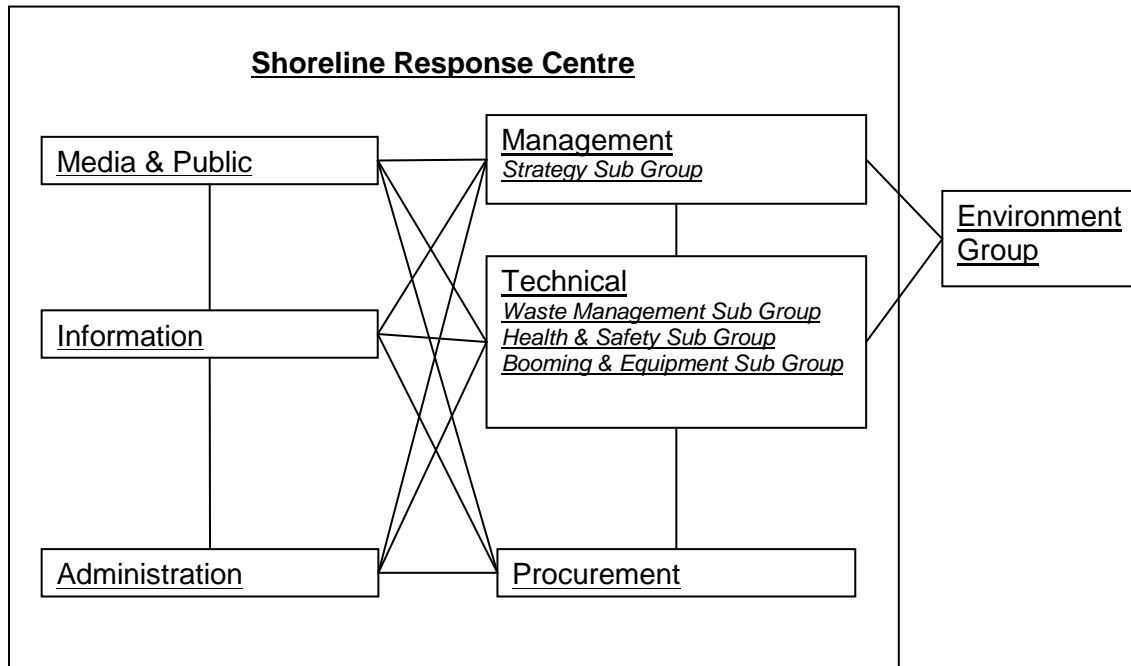 Shoreline Response Centre
Media & Public
Management
Strategy Sub Group
Environment
Group
Information
Technical
Waste Management Sub Group
Health & Safety Sub Group
Booming & Equipment Sub Group
Administration
Procurement